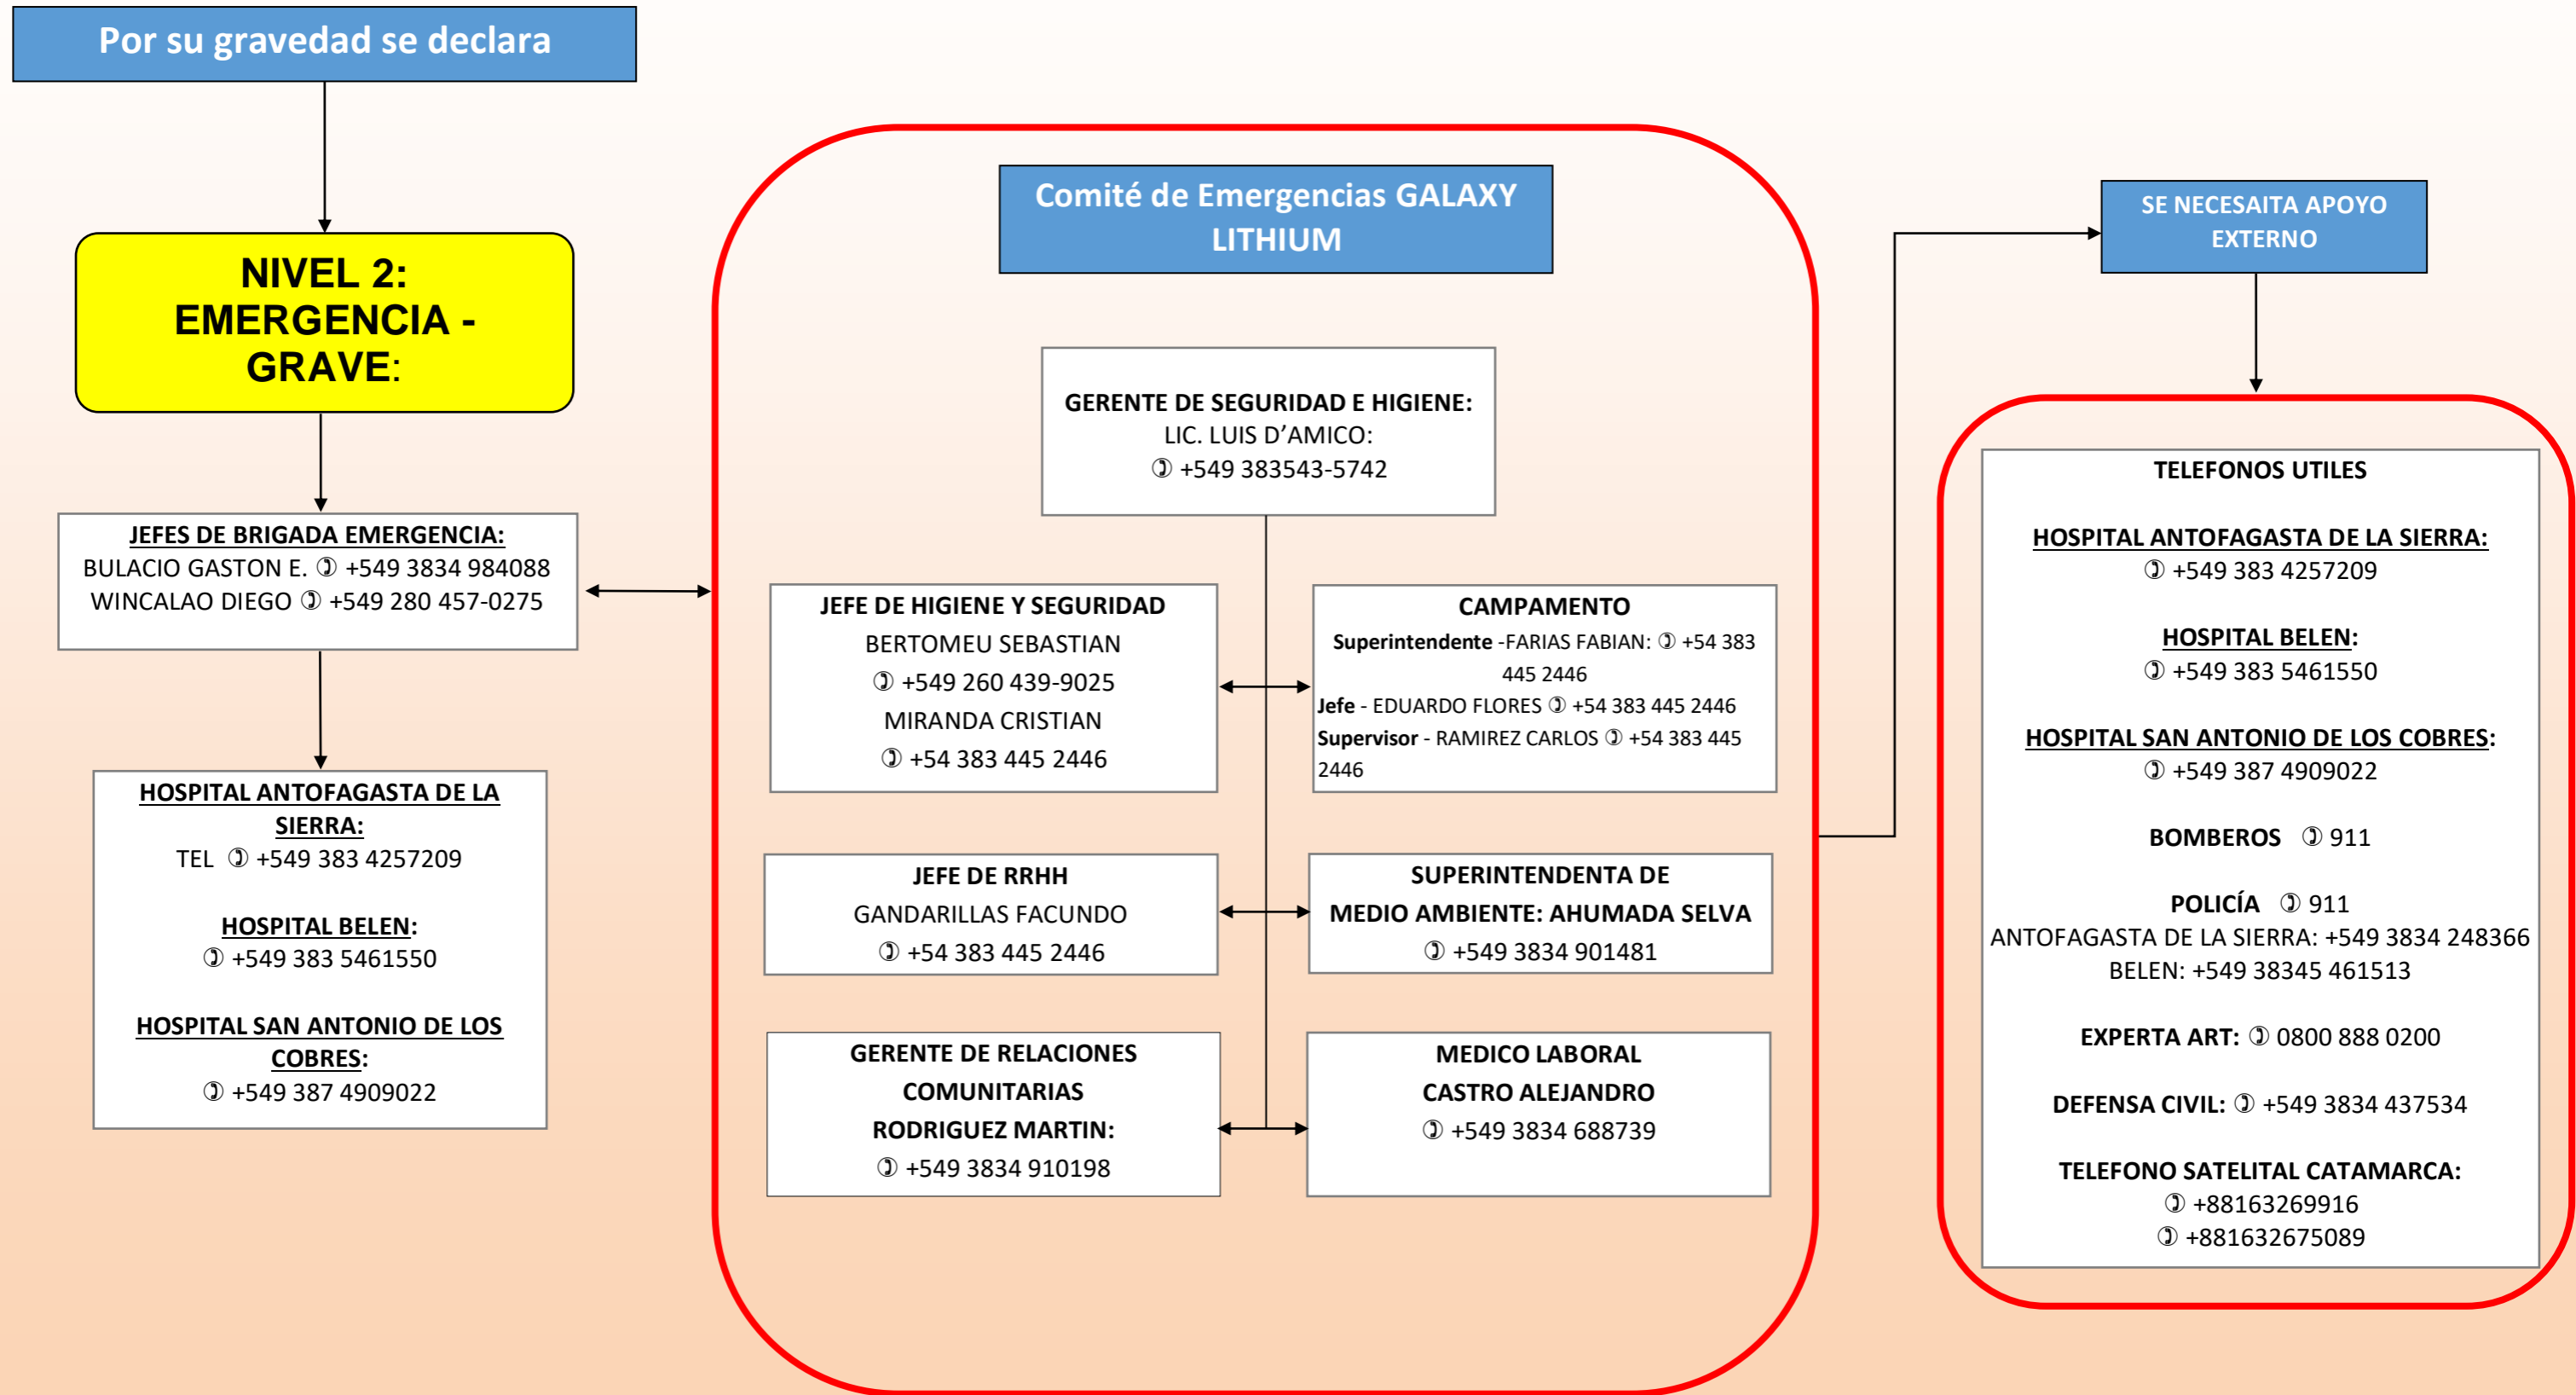 Por su gravedad se declara
NIVEL 2:
EMERGENCIA -
GRAVE:
JEFES DE BRIGADA EMERGENCIA:
BULACIO GASTON E. ✆ +549 3834 984088
WINCALAO DIEGO ✆ +549 280 457-0275
HOSPITAL ANTOFAGASTA DE LA
SIERRA:
TEL ✆ +549 383 4257209
HOSPITAL BELEN:
✆ +549 383 5461550
HOSPITAL SAN ANTONIO DE LOS
COBRES:
✆ +549 387 4909022
Comité de Emergencias GALAXY
LITHIUM
GERENTE DE SEGURIDAD E HIGIENE:
LIC. LUIS D’AMICO:
✆ +549 383543-5742
JEFE DE HIGIENE Y SEGURIDAD
BERTOMEU SEBASTIAN
✆ +549 260 439-9025
MIRANDA CRISTIAN
✆ +54 383 445 2446
CAMPAMENTO
Superintendente -FARIAS FABIAN: ✆ +54 383
445 2446
Jefe - EDUARDO FLORES ✆ +54 383 445 2446
Supervisor - RAMIREZ CARLOS ✆ +54 383 445
2446
JEFE DE RRHH
GANDARILLAS FACUNDO
✆ +54 383 445 2446
SUPERINTENDENTA DE
MEDIO AMBIENTE: AHUMADA SELVA
✆ +549 3834 901481
GERENTE DE RELACIONES
COMUNITARIAS
RODRIGUEZ MARTIN:
✆ +549 3834 910198
MEDICO LABORAL
CASTRO ALEJANDRO
✆ +549 3834 688739
SE NECESAITA APOYO
EXTERNO
TELEFONOS UTILES
HOSPITAL ANTOFAGASTA DE LA SIERRA:
✆ +549 383 4257209
HOSPITAL BELEN:
✆ +549 383 5461550
HOSPITAL SAN ANTONIO DE LOS COBRES:
✆ +549 387 4909022
BOMBEROS ✆ 911
POLICÍA ✆ 911
ANTOFAGASTA DE LA SIERRA: +549 3834 248366
BELEN: +549 38345 461513
EXPERTA ART: ✆ 0800 888 0200
DEFENSA CIVIL: ✆ +549 3834 437534
TELEFONO SATELITAL CATAMARCA:
✆ +88163269916
✆ +881632675089